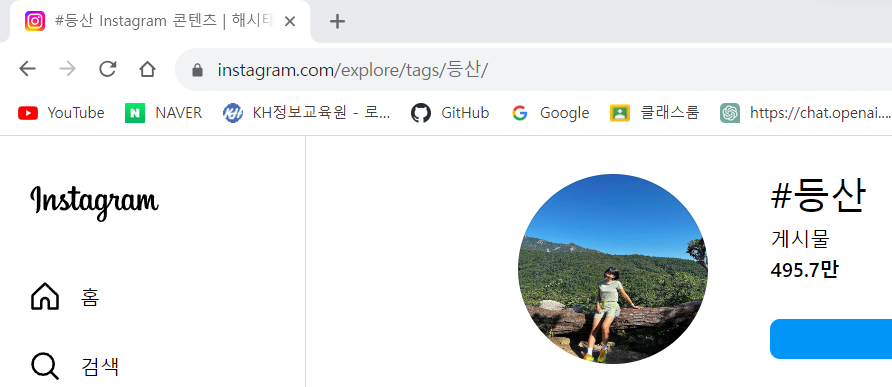 #등산 Instagram 콘텐츠 | 해시태
instagram.com/explore/tags/등산/
YouTube NAVER KH정보교육원 - 로... GitHub Google 클래스룸 https://chat.openai....
Instagram
#등산
게시물
495.7만
홈
검색